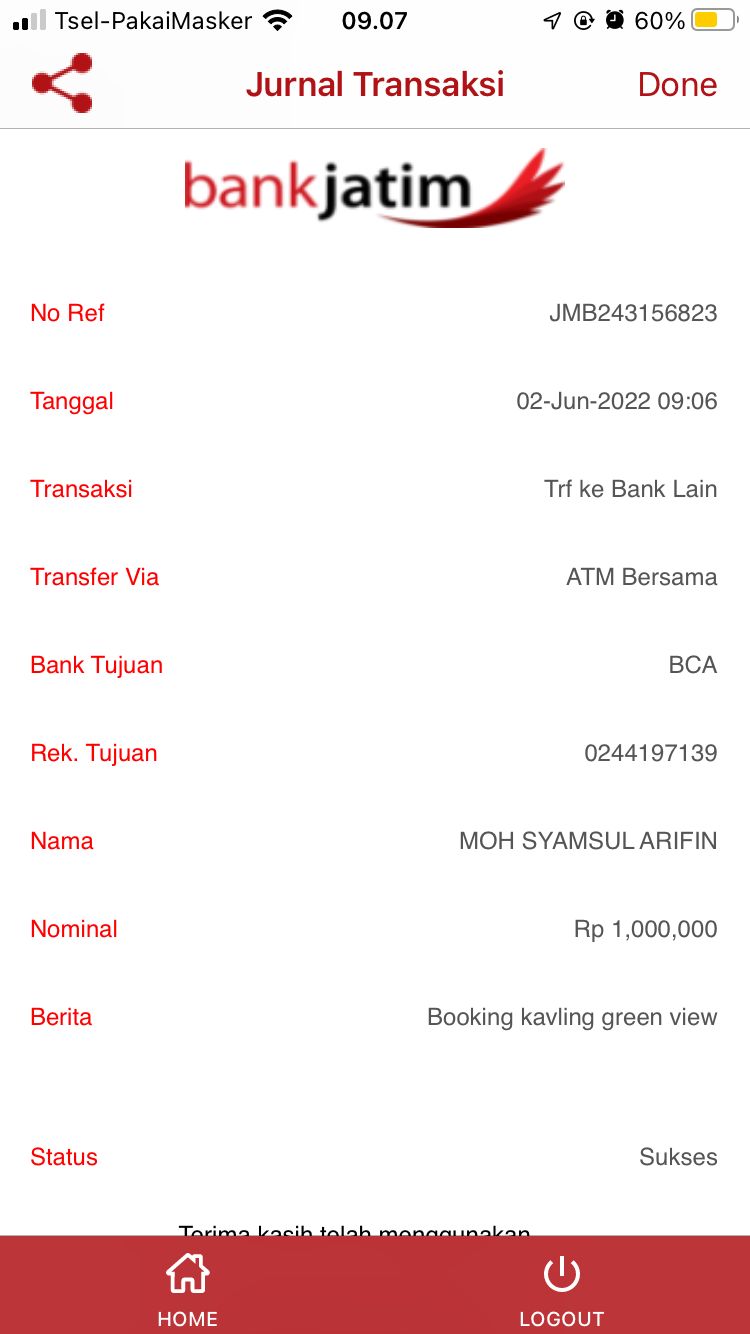 Tsel-PakaiMasker 09.07 60%
Jurnal Transaksi Done
bankjatim
No Ref JMB243156823
Tanggal 02-Jun-2022 09:06
Transaksi Trf ke Bank Lain
Transfer Via ATM Bersama
Bank Tujuan BCA
Rek. Tujuan 0244197139
Nama MOH SYAMSUL ARIFIN
Nominal Rp 1,000,000
Berita Booking kavling green view
Status Sukses
Terima kasih telah menggunakan
HOME LOGOUT